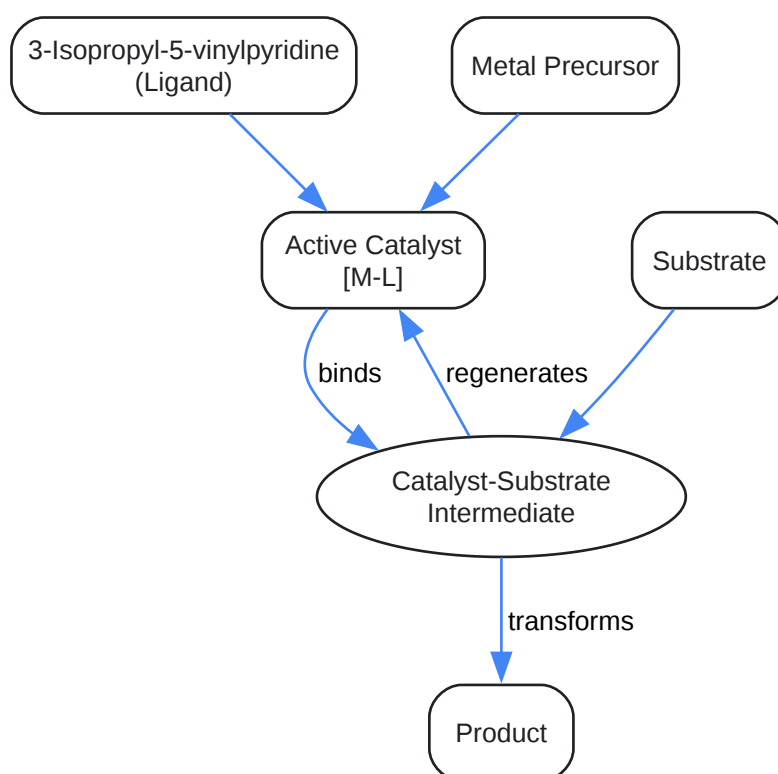 3-Isopropyl-5-vinylpyridine
(Ligand)
Metal Precursor
Active Catalyst
[M-L]
Substrate
binds
regenerates
Catalyst-Substrate
Intermediate
transforms
Product